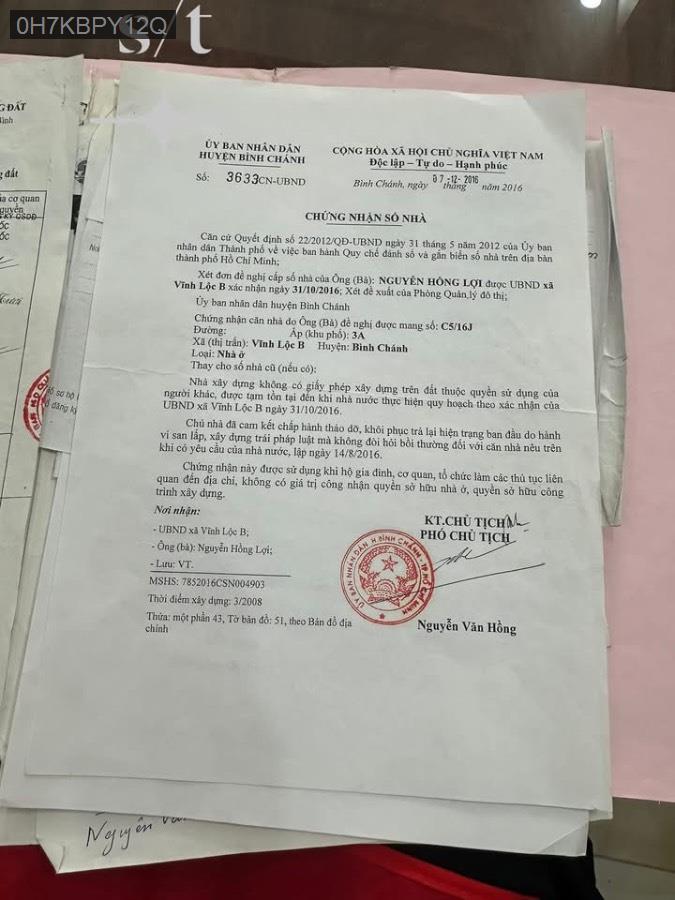 0H7KBPY12Q
s/t
G ĐẤT
ỦY BAN NHÂN DÂN
HUYỆN BÌNH CHÁNH
Số: 3633CN-UBND
CỘNG HÒA XÃ HỘI CHỦ NGHĨA VIỆT NAM
Độc lập - Tự do - Hạnh phúc
Bình Chánh, ngày 07-12-2016 tháng năm 2016
CHỨNG NHẬN SỐ NHÀ
Căn cứ Quyết định số 22/2012/QĐ-UBND ngày 31 tháng 5 năm 2012 của Ủy ban
nhân dân Thành phố về việc ban hành Quy chế đánh số và gắn biển số nhà trên địa bàn
thành phố Hồ Chí Minh;
Xét đơn đề nghị cấp số nhà của Ông (Bà): NGUYỄN HỒNG LỢI được UBND xã
Vĩnh Lộc B xác nhận ngày 31/10/2016; Xét đề xuất của Phòng Quản lý đô thị;
Ủy ban nhân dân huyện Bình Chánh
Chứng nhận căn nhà do Ông (Bà) đề nghị được mang số: C5/16J
Đường: Ấp (khu phố): 3A
Xã (thị trấn): Vĩnh Lộc B Huyện: Bình Chánh
Loại: Nhà ở
Thay cho số nhà cũ (nếu có):
Nhà xây dựng không có giấy phép xây dựng trên đất thuộc quyền sử dụng của
người khác, được tạm tồn tại đến khi nhà nước thực hiện quy hoạch theo xác nhận của
UBND xã Vĩnh Lộc B ngày 31/10/2016.
Chủ nhà đã cam kết chấp hành tháo dỡ, khôi phục trả lại hiện trạng ban đầu do hành
vi san lấp, xây dựng trái pháp luật mà không đòi hỏi bồi thường đối với căn nhà nêu trên
khi có yêu cầu của nhà nước, lập ngày 14/8/2016.
Chứng nhận này được sử dụng khi hộ gia đình, cơ quan, tổ chức làm các thủ tục liên
quan đến địa chỉ, không có giá trị công nhận quyền sở hữu nhà ở, quyền sở hữu công
trình xây dựng.
Nơi nhận:
- UBND xã Vĩnh Lộc B;
- Ông (bà): Nguyễn Hồng Lợi;
- Lưu: VT.
MSHS: 7852016CSN004903
Thời điểm xây dựng: 3/2008
Thửa: một phần 43, Tờ bản đồ: 51, theo Bản đồ địa
chính
KT.CHỦ TỊCH
PHÓ CHỦ TỊCH
ỦY BAN NHÂN DÂN H.BÌNH CHÁNH - TP HỒ CHÍ MINH
Nguyễn Văn Hồng
Nguyễn